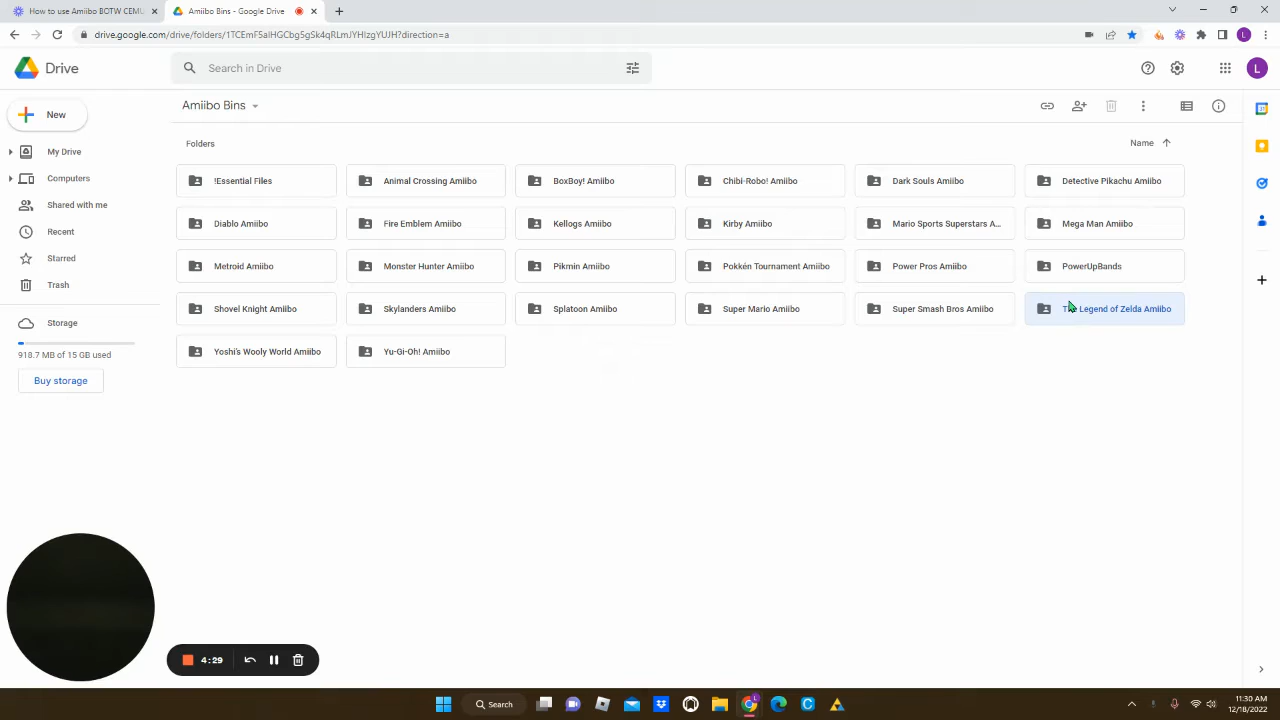 How to use Amiibo BOTW CEMU
Amiibo Bins - Google Drive
drive.google.com/drive/folders/1TCEmFSaIHGCbg5gSk4qRLmJYHIzgYUJH?direction=a
L
Drive
Search in Drive
L
New
My Drive
Computers
Shared with me
Recent
Starred
Trash
Storage
918.7 MB of 15 GB used
Buy storage
Amiibo Bins
Folders
Name
!Essential Files
Animal Crossing Amiibo
BoxBoy! Amiibo
Chibi-Robo! Amiibo
Dark Souls Amiibo
Detective Pikachu Amiibo
Diablo Amiibo
Fire Emblem Amiibo
Kellogs Amiibo
Kirby Amiibo
Mario Sports Superstars A...
Mega Man Amiibo
Metroid Amiibo
Monster Hunter Amiibo
Pikmin Amiibo
Pokkén Tournament Amiibo
Power Pros Amiibo
PowerUpBands
Shovel Knight Amiibo
Skylanders Amiibo
Splatoon Amiibo
Super Mario Amiibo
Super Smash Bros Amiibo
The Legend of Zelda Amiibo
Yoshi's Wooly World Amiibo
Yu-Gi-Oh! Amiibo
4:29
Search
11:30 AM
12/18/2022